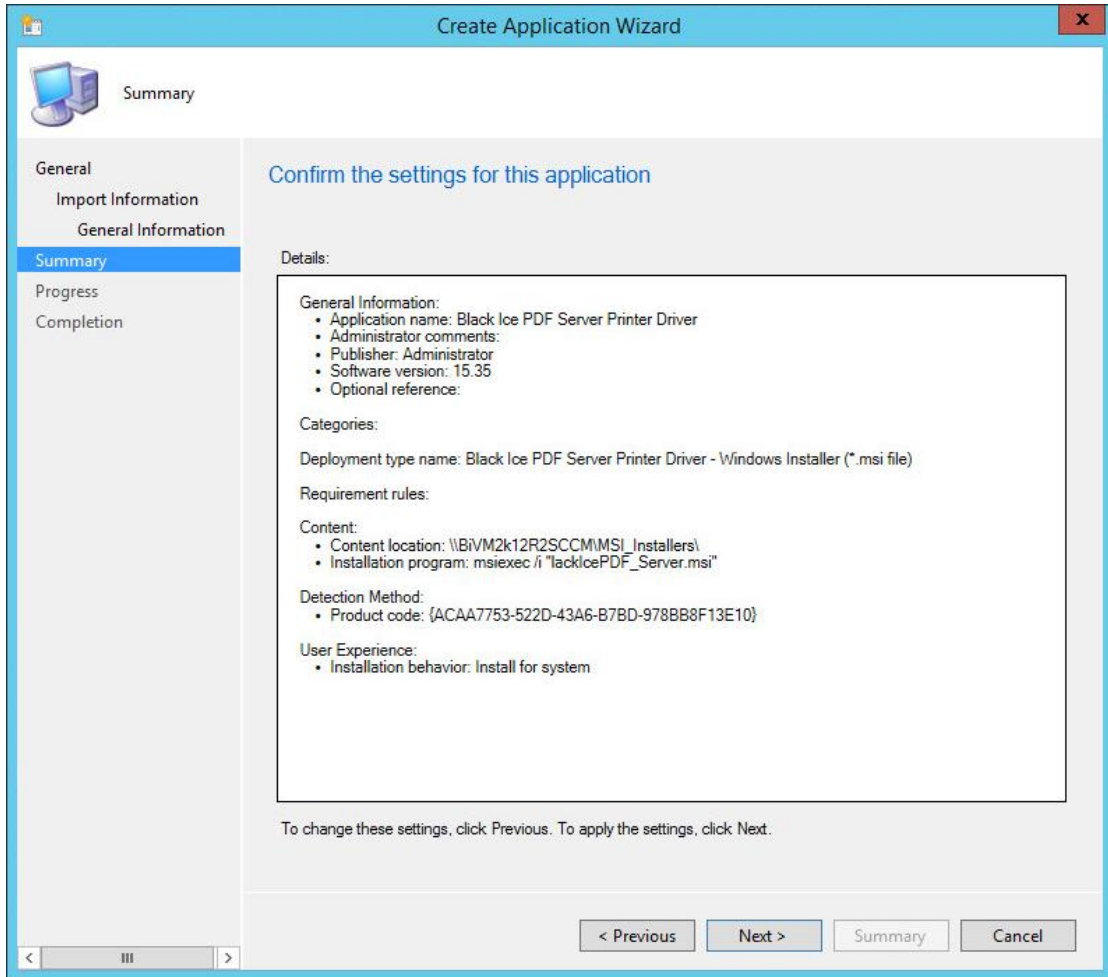 Create Application Wizard
x
Summary
General
Import Information
General Information
Summary
Progress
Completion
Confirm the settings for this application
Details:
General Information:
• Application name: Black Ice PDF Server Printer Driver
• Administrator comments:
• Publisher: Administrator
• Software version: 15.35
• Optional reference:
Categories:
Deployment type name: Black Ice PDF Server Printer Driver - Windows Installer (*.msi file)
Requirement rules:
Content:
• Content location: \\BiVM2k12R2SCCM\MSI_Installers\
• Installation program: msiexec /i "lackIcePDF_Server.msi"
Detection Method:
• Product code: {ACAA7753-522D-43A6-B7BD-978BB8F13E10}
User Experience:
• Installation behavior: Install for system
To change these settings, click Previous. To apply the settings, click Next.
< Previous
Next >
Summary
Cancel